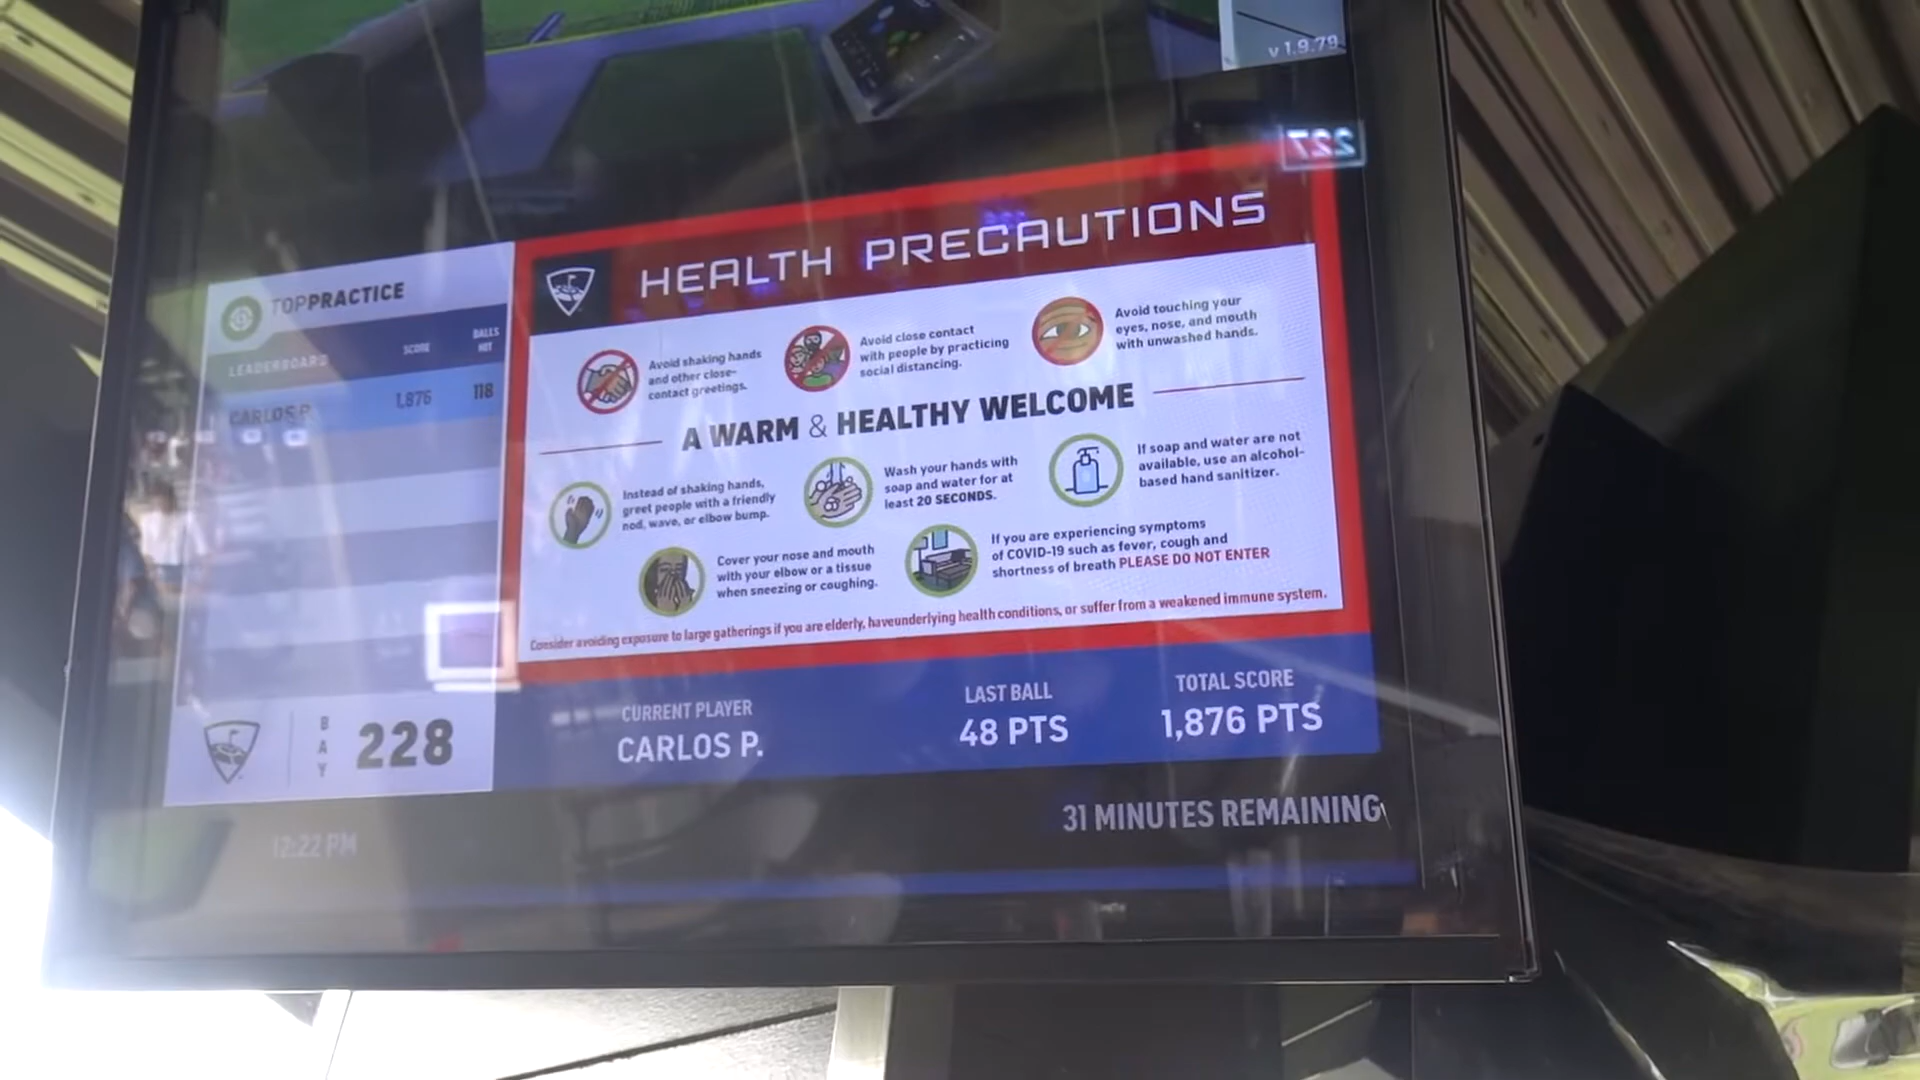 v 1.9.79
227
HEALTH PRECAUTIONS
TOPPRACTICE
LEADERBOARD
SCORE
BALLS
HIT
CARLOS P.
1,876
118
Avoid shaking hands
and other close-
contact greetings.
Avoid close contact
with people by practicing
social distancing.
Avoid touching your
eyes, nose, and mouth
with unwashed hands.
A WARM & HEALTHY WELCOME
Instead of shaking hands,
greet people with a friendly
nod, wave, or elbow bump.
Wash your hands with
soap and water for at
least 20 SECONDS.
If soap and water are not
available, use an alcohol-
based hand sanitizer.
Cover your nose and mouth
with your elbow or a tissue
when sneezing or coughing.
If you are experiencing symptoms
of COVID-19 such as fever, cough and
shortness of breath PLEASE DO NOT ENTER
Consider avoiding exposure to large gatherings if you are elderly, haveunderlying health conditions, or suffer from a weakened immune system.
BAY
228
CURRENT PLAYER
CARLOS P.
LAST BALL
48 PTS
TOTAL SCORE
1,876 PTS
31 MINUTES REMAINING
12:22 PM